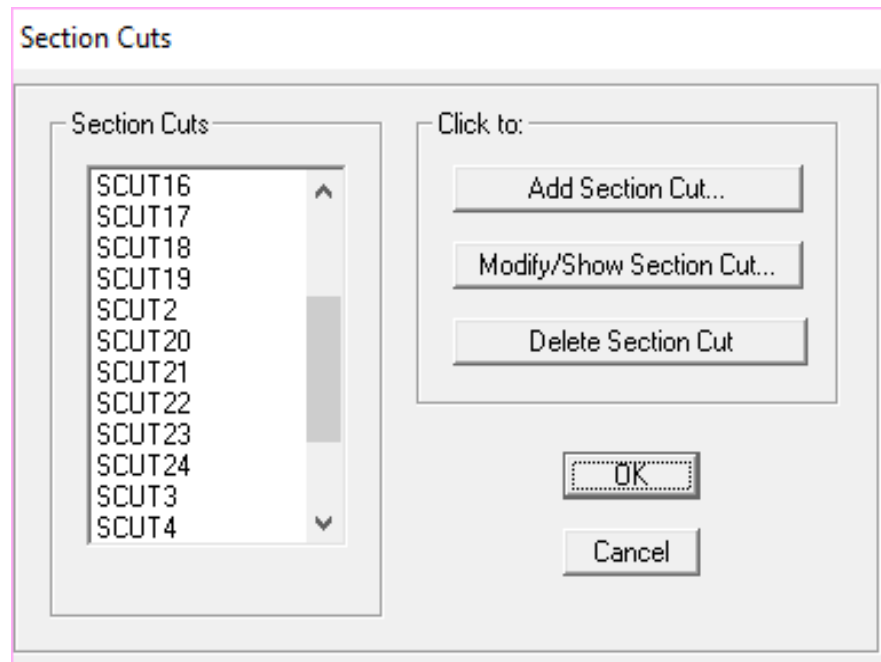 Section Cuts
Section Cuts
SCUT16
SCUT17
SCUT18
SCUT19
SCUT2
SCUT20
SCUT21
SCUT22
SCUT23
SCUT24
SCUT3
SCUT4
Click to:
Add Section Cut...
Modify/Show Section Cut...
Delete Section Cut
OK
Cancel